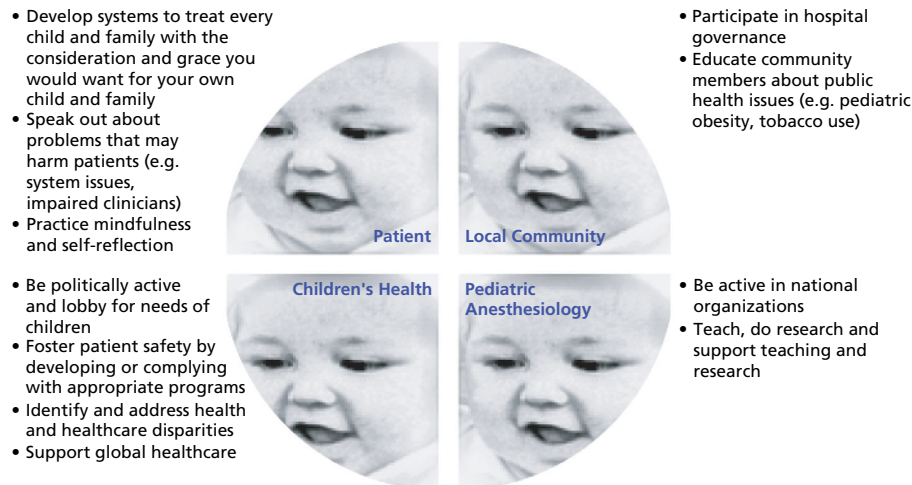 • Develop systems to treat every
child and family with the
consideration and grace you
would want for your own
child and family
• Speak out about
problems that may
harm patients (e.g.
system issues,
impaired clinicians)
• Practice mindfulness
and self-reflection
Patient
Local Community
• Participate in hospital
governance
• Educate community
members about public
health issues (e.g. pediatric
obesity, tobacco use)
• Be politically active
and lobby for needs of
children
• Foster patient safety by
developing or complying
with appropriate programs
• Identify and address health
and healthcare disparities
• Support global healthcare
Children's Health
Pediatric
Anesthesiology
• Be active in national
organizations
• Teach, do research and
support teaching and
research